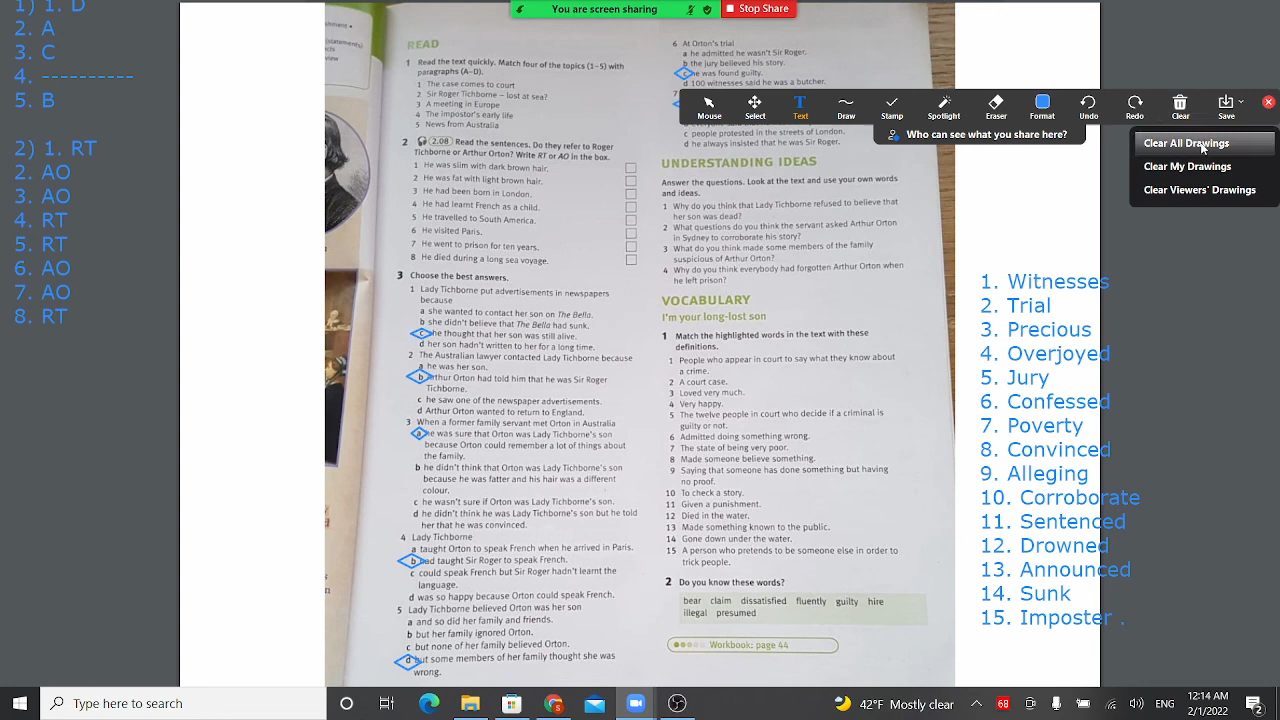 You are screen sharing
Stop Share
1) 1. D
2. A
3. C
4. ----------
5. B
2) 1. RT
2. AO
3. AO
4. RT
5. RT
6. AO
7. AO
8. RT
READ
1 Read the text quickly. Match four of the topics (1–5) with
paragraphs (A–D).
1 The case comes to court
2 Sir Roger Tichborne – lost at sea?
3 A meeting in Europe
4 The impostor's early life
5 News from Australia
2 2.08 Read the sentences. Do they refer to Roger
Tichborne or Arthur Orton? Write RT or AO in the box.
1 He was slim with dark brown hair.
2 He was fat with light brown hair.
3 He had been born in London.
4 He had learnt French as a child.
5 He travelled to South America.
6 He visited Paris.
7 He went to prison for ten years.
8 He died during a long sea voyage.
3 Choose the best answers.
1 Lady Tichborne put advertisements in newspapers
because
a she wanted to contact her son on The Bella.
b she didn't believe that The Bella had sunk.
c she thought that her son was still alive.
d her son hadn't written to her for a long time.
2 The Australian lawyer contacted Lady Tichborne because
a he was her son.
b Arthur Orton had told him that he was Sir Roger
Tichborne.
c he saw one of the newspaper advertisements.
d Arthur Orton wanted to return to England.
3 When a former family servant met Orton in Australia
a he was sure that Orton was Lady Tichborne's son
because Orton could remember a lot of things about
the family.
b he didn't think that Orton was Lady Tichborne's son
because he was fatter and his hair was a different
colour.
c he wasn't sure if Orton was Lady Tichborne's son.
d he didn't think he was Lady Tichborne's son but he told
her that he was convinced.
4 Lady Tichborne
a taught Orton to speak French when he arrived in Paris.
b had taught Sir Roger to speak French.
c could speak French but Sir Roger hadn't learnt the
language.
d was so happy because Orton could speak French.
5 Lady Tichborne believed Orton was her son
a and so did her family and friends.
b but her family ignored Orton.
c but none of her family believed Orton.
d but some members of her family thought she was
wrong.
6 At Orton's trial
a he admitted he wasn't Sir Roger.
b the jury believed his story.
c he was found guilty.
d 100 witnesses said he was a butcher.
7
Mouse
Select
Text
Draw
Stamp
Spotlight
Eraser
Format
Undo
Redo
Clear
Save
Who can see what you share?
Clear All Drawings
Clear My Drawings
Clear Viewer Drawings
c people protested in the streets of London.
d he always insisted that he was Sir Roger.
UNDERSTANDING IDEAS
Answer the questions. Look at the text and use your own words
and ideas.
1 Why do you think that Lady Tichborne refused to believe that
her son was dead?
2 What questions do you think the servant asked Arthur Orton
in Sydney to corroborate his story?
3 What do you think made some members of the family
suspicious of Arthur Orton?
4 Why do you think everybody had forgotten Arthur Orton when
he left prison?
VOCABULARY
I'm your long-lost son
1 Match the highlighted words in the text with these
definitions.
1 People who appear in court to say what they know about
a crime.
2 A court case.
3 Loved very much.
4 Very happy.
5 The twelve people in court who decide if a criminal is
guilty or not.
6 Admitted doing something wrong.
7 The state of being very poor.
8 Made someone believe something.
9 Saying that someone has done something but having
no proof.
10 To check a story.
11 Given a punishment.
12 Died in the water.
13 Made something known to the public.
14 Gone down under the water.
15 A person who pretends to be someone else in order to
trick people.
2 Do you know these words?
bear claim dissatisfied fluently guilty hire
illegal presumed
Workbook: page 44
1. Witnesses
2. Trial
3. Precious
4. Overjoyed
5. Jury
6. Confessed
7. Poverty
8. Convinced
9. Alleging
10. Corroborate
11. Sentenced
12. Drowned
13. Announced
14. Sunk
15. Imposter .
Type here to search
68
12:14 AM